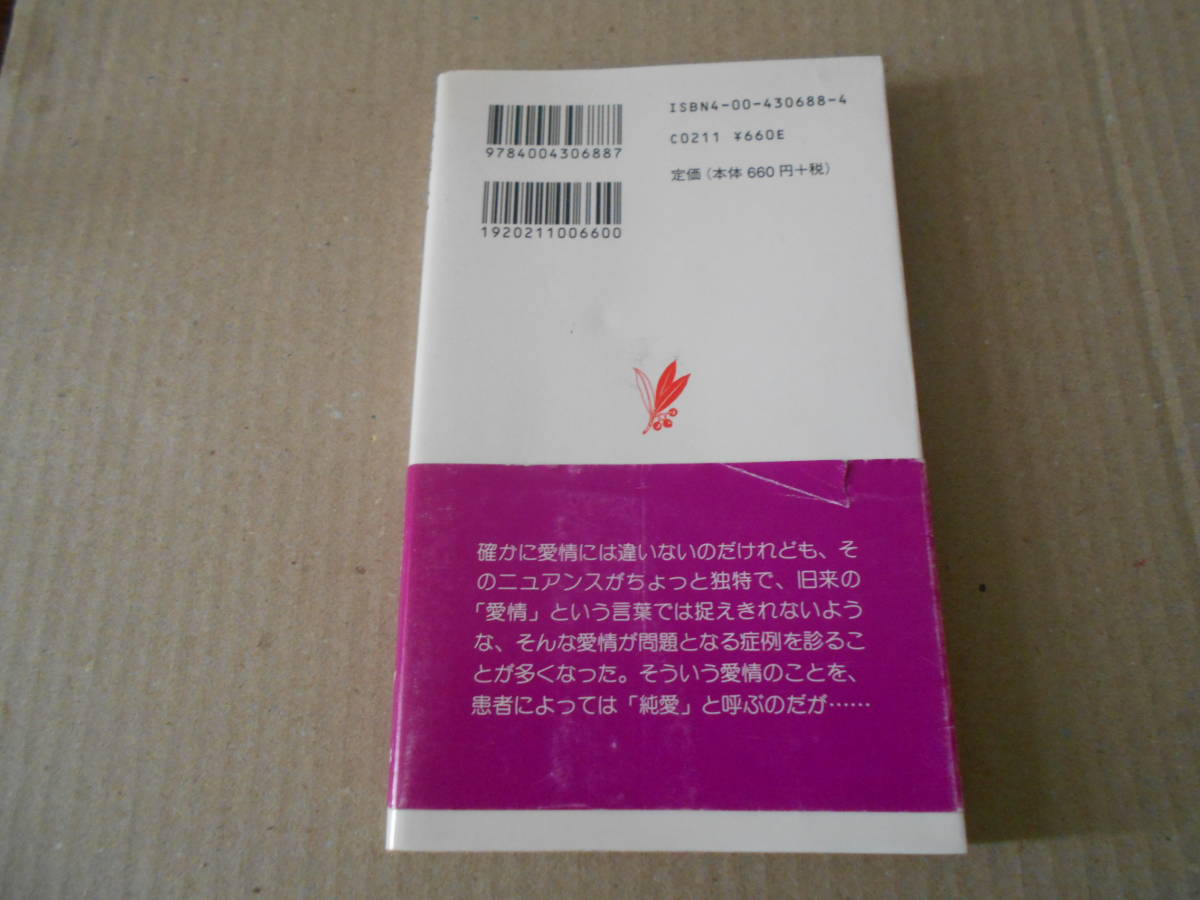 9784004306887
1920211006600
ISBN4-00-430688-4
C0211 ¥660E
定価(本体 660 円+税)
確かに愛情には違いないのだけれども、そ
のニュアンスがちょっと独特で、旧来の
「愛情」という言葉では捉えきれないよう
な、そんな愛情が問題となる症例を診るこ
とが多くなった。そういう愛情のことを、
患者によっては「純愛」と呼ぶのだが……